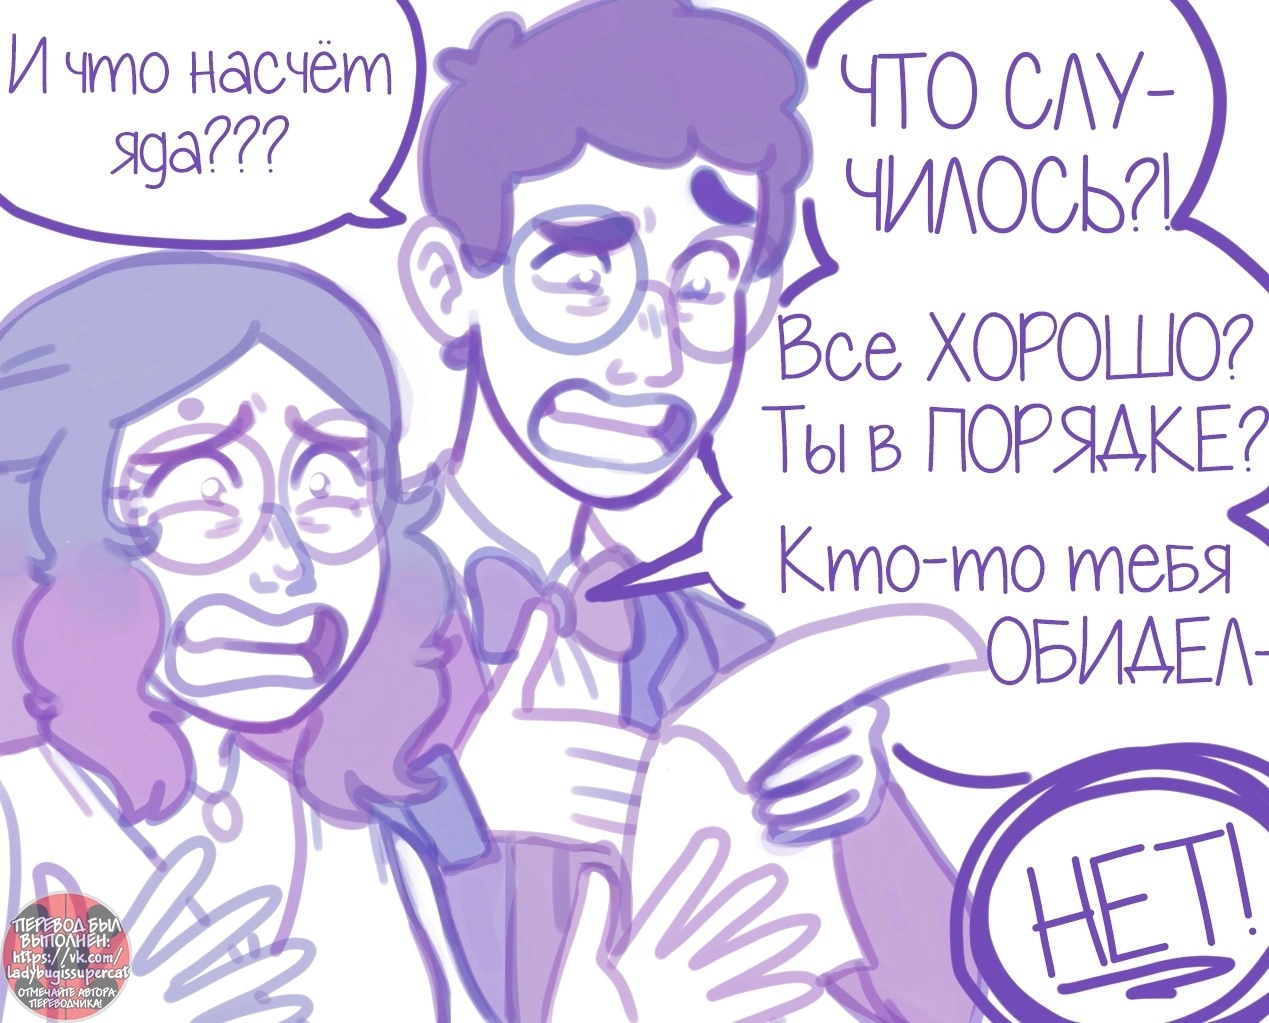 И что насчёт
яда???
ЧТО СЛУ-
ЧИЛОСЬ?!
Все ХОРОШО?
Ты в ПОРЯДКЕ?
Кто-то тебя
ОБИДЕЛ-
НЕТ!
ПЕРЕВОД БЫЛ
ВЫПОЛНЕН:
https://vk.com/
ladybugissupercat
ОТМЕЧАЙТЕ АВТОРА
ПЕРЕВОДЧИКА!